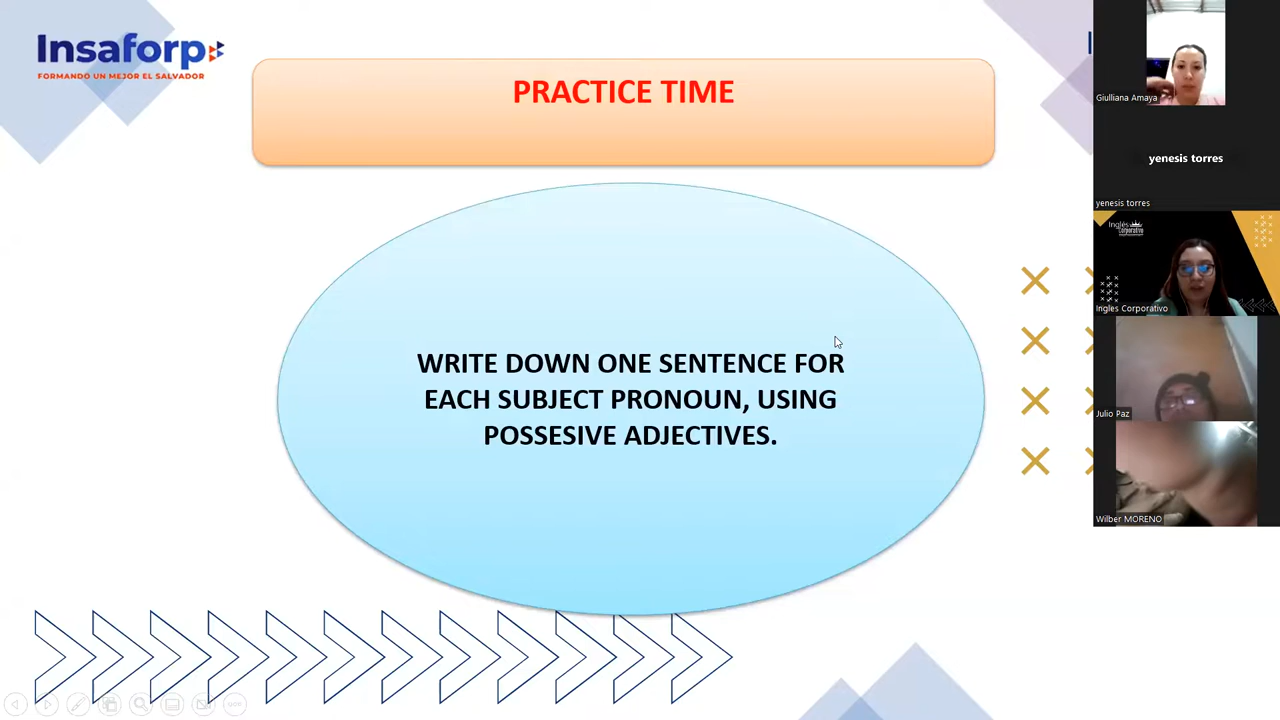 Insaforp
FORMANDO UN MEJOR EL SALVADOR
PRACTICE TIME
WRITE DOWN ONE SENTENCE FOR
EACH SUBJECT PRONOUN, USING
POSSESIVE ADJECTIVES.
Giulliana Amaya
yenesis torres
yenesis torres
Inglés
Corporativo
Ingles Corporativo
Julio Paz
Wilber MORENO